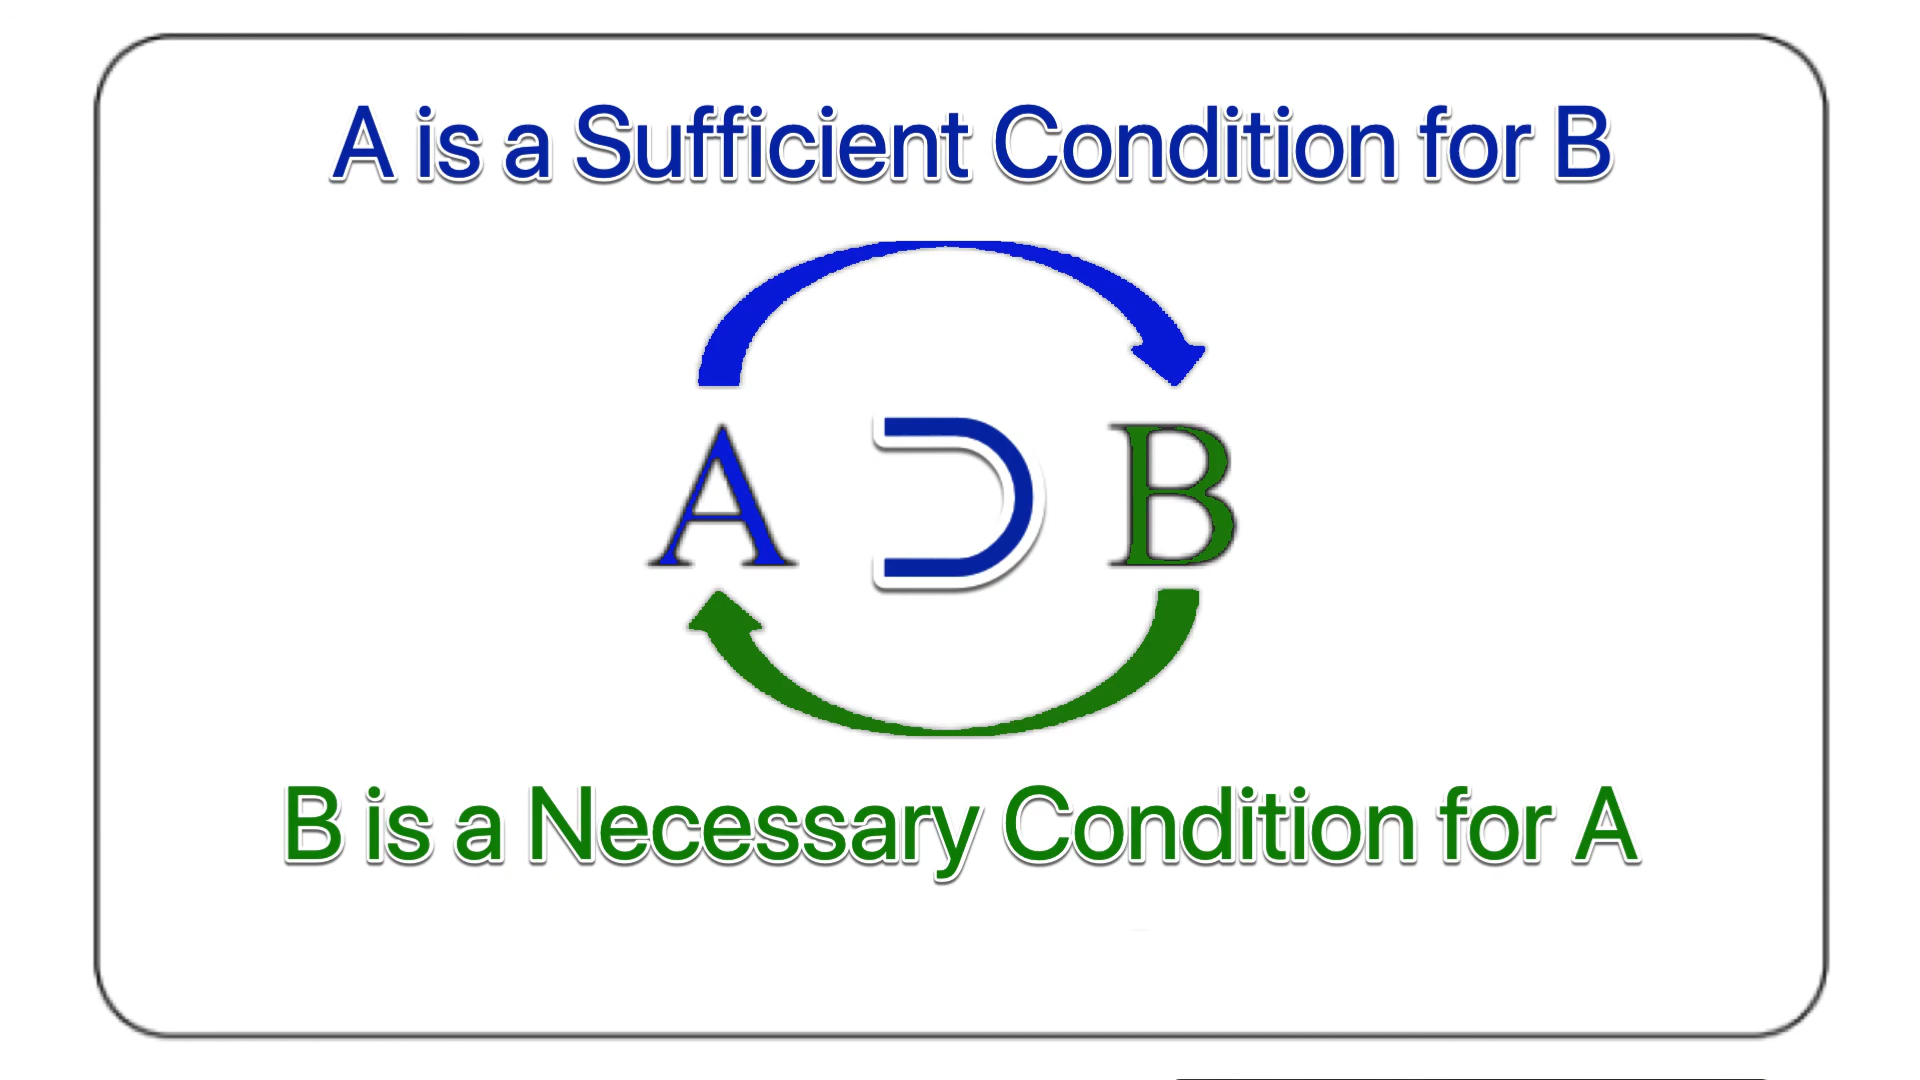 A is a Sufficient Condition for B
A ⊃ B
B is a Necessary Condition for A